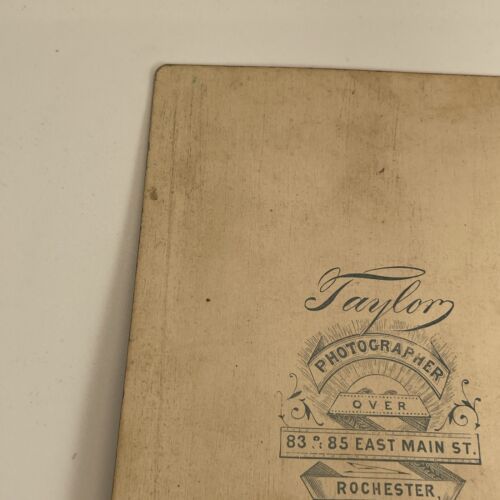 Taylor
PHOTOGRAPHER
OVER
83 & 85 EAST MAIN ST.
ROCHESTER,